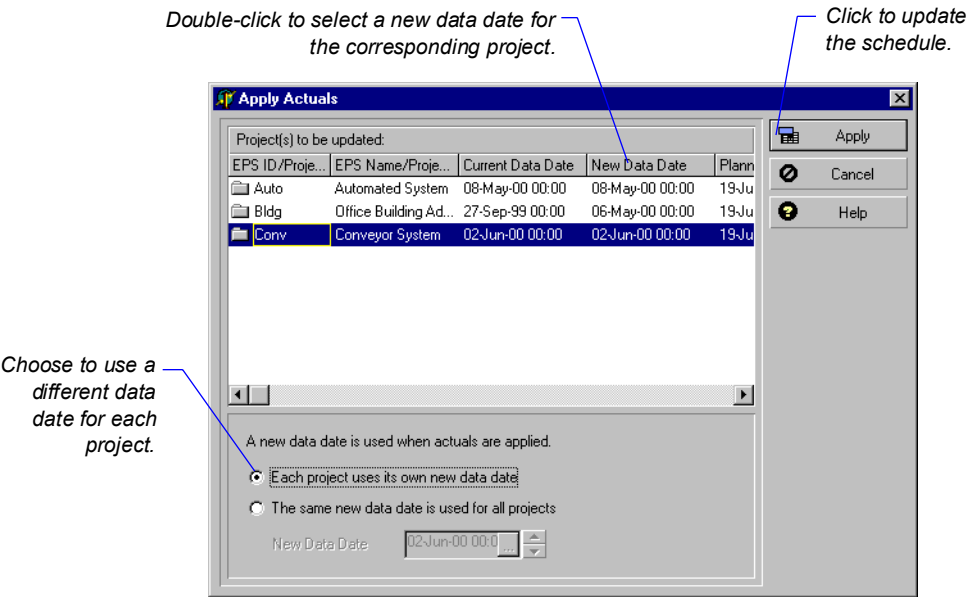 Double-click to select a new data date for
the corresponding project.
Click to update
the schedule.
Apply Actuals
Project(s) to be updated:
EPS ID/Proje... EPS Name/Proje... Current Data Date New Data Date Plann
Auto Automated System 08-May-00 00:00 08-May-00 00:00 19-Ju
Bldg Office Building Ad... 27-Sep-99 00:00 06-May-00 00:00 19-Ju
Conv Conveyor System 02-Jun-00 00:00 02-Jun-00 00:00 19-Ju
Apply
Cancel
Help
Choose to use a
different data
date for each
project.
A new data date is used when actuals are applied.
Each project uses its own new data date
The same new data date is used for all projects
New Data Date 02-Jun-00 00:0 ...